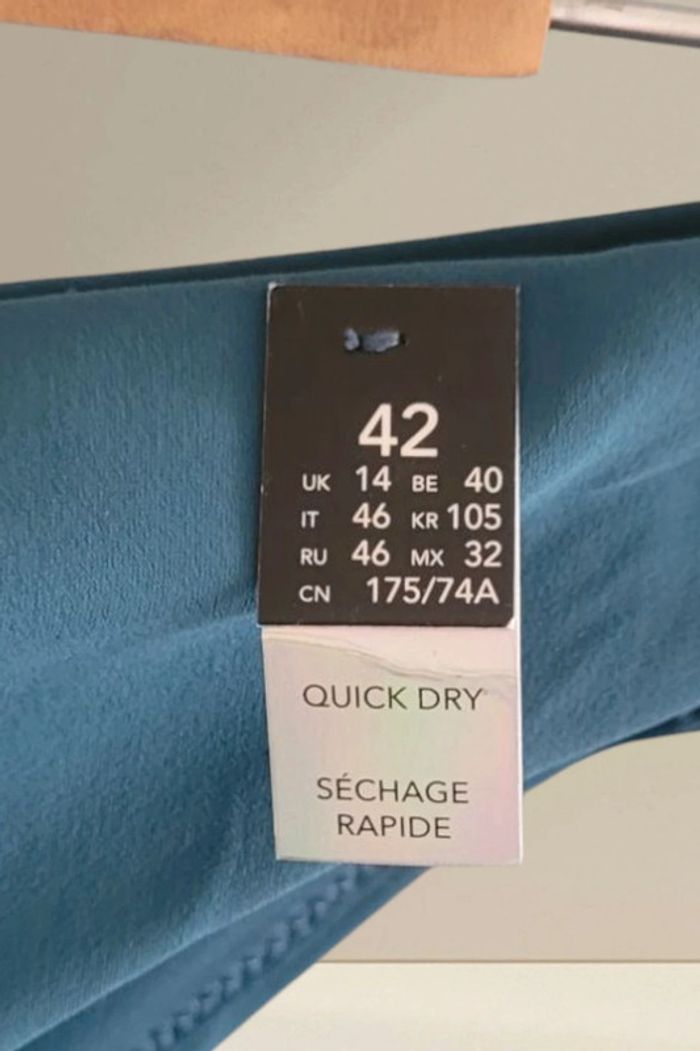 42
UK 14 BE 40
IT 46 KR 105
RU 46 MX 32
CN 175/74A
QUICK DRY
SÉCHAGE
RAPIDE